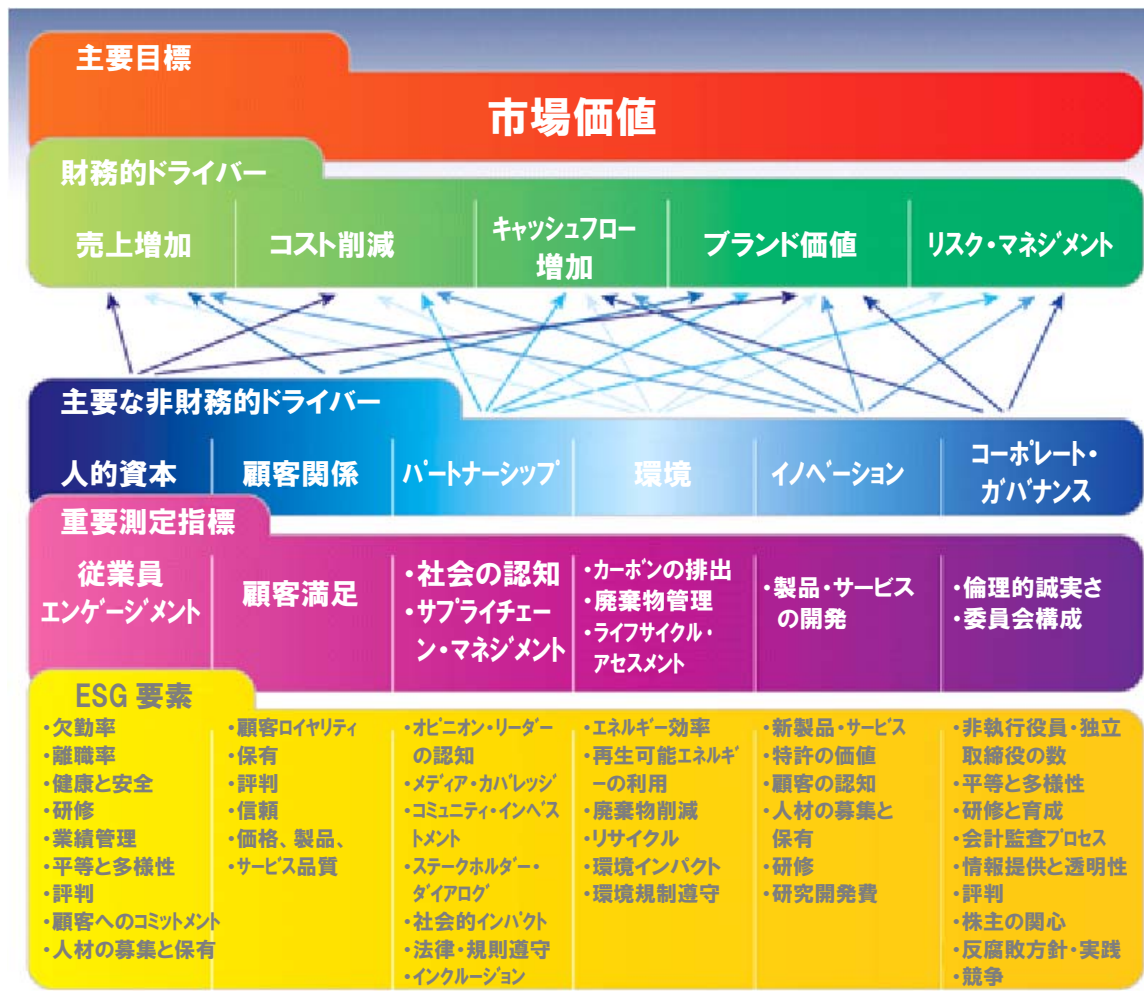 主要目標
市場価値
財務的ドライバー
売上増加
コスト削減
キャッシュフロー
増加
ブランド価値
リスク・マネジメント
主要な非財務的ドライバー
人的資本
顧客関係
パートナーシップ
環境
イノベーション
コーポレート・
ガバナンス
重要測定指標
従業員
エンゲージメント
顧客満足
・社会の認知
・サプライチェー
ン・マネジメント
・カーボンの排出
・廃棄物管理
・ライフサイクル・
アセスメント
・製品・サービス
の開発
・倫理的誠実さ
・委員会構成
ESG 要素
・欠勤率
・離職率
・健康と安全
・研修
・業績管理
・平等と多様性
・評判
・顧客へのコミットメント
・人材の募集と保有
・顧客ロイヤリティ
・保有
・評判
・信頼
・価格、製品、
・サービス品質
・オピニオン・リーダー
の認知
・メディア・カバレッジ
・コミュニティ・インベス
トメント
・ステークホルダー・
ダイアログ
・社会的インパクト
・法律・規則遵守
・インクルージョン
・エネルギー効率
・再生可能エネルギ
ーの利用
・廃棄物削減
・リサイクル
・環境インパクト
・環境規制遵守
・新製品・サービス
・特許の価値
・顧客の認知
・人材の募集と
保有
・研修
・研究開発費
・非執行役員・独立
取締役の数
・平等と多様性
・研修と育成
・会計監査プロセス
・情報提供と透明性
・評判
・株主の関心
・反腐敗方針・実践
・競争